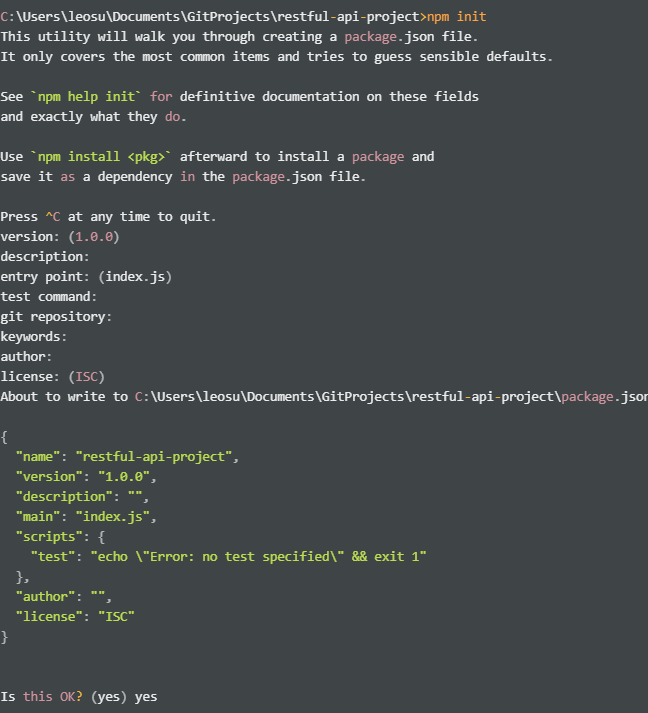 C:\Users\leosu\Documents\GitProjects\restful-api-project>npm init
This utility will walk you through creating a package.json file.
It only covers the most common items and tries to guess sensible defaults.
See `npm help init` for definitive documentation on these fields
and exactly what they do.
Use `npm install <pkg>` afterward to install a package and
save it as a dependency in the package.json file.
Press ^C at any time to quit.
version: (1.0.0)
description:
entry point: (index.js)
test command:
git repository:
keywords:
author:
license: (ISC)
About to write to C:\Users\leosu\Documents\GitProjects\restful-api-project\package.json
{
  "name": "restful-api-project",
  "version": "1.0.0",
  "description": "",
  "main": "index.js",
  "scripts": {
    "test": "echo \"Error: no test specified\" && exit 1"
  },
  "author": "",
  "license": "ISC"
}
Is this OK? (yes) yes